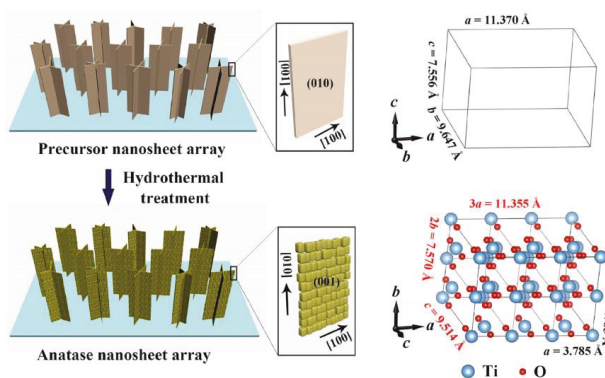 [100]
(010)
[100]
Precursor nanosheet array
a = 11.370 Å
c = 7.556 Å
b = 9.647 Å
c
a
b
Hydrothermal
treatment
[010]
(001)
[100]
Anatase nanosheet array
3a = 11.355 Å
2b = 7.570 Å
c = 9.514 Å
a = 3.785 Å
b
a
c
Ti
O